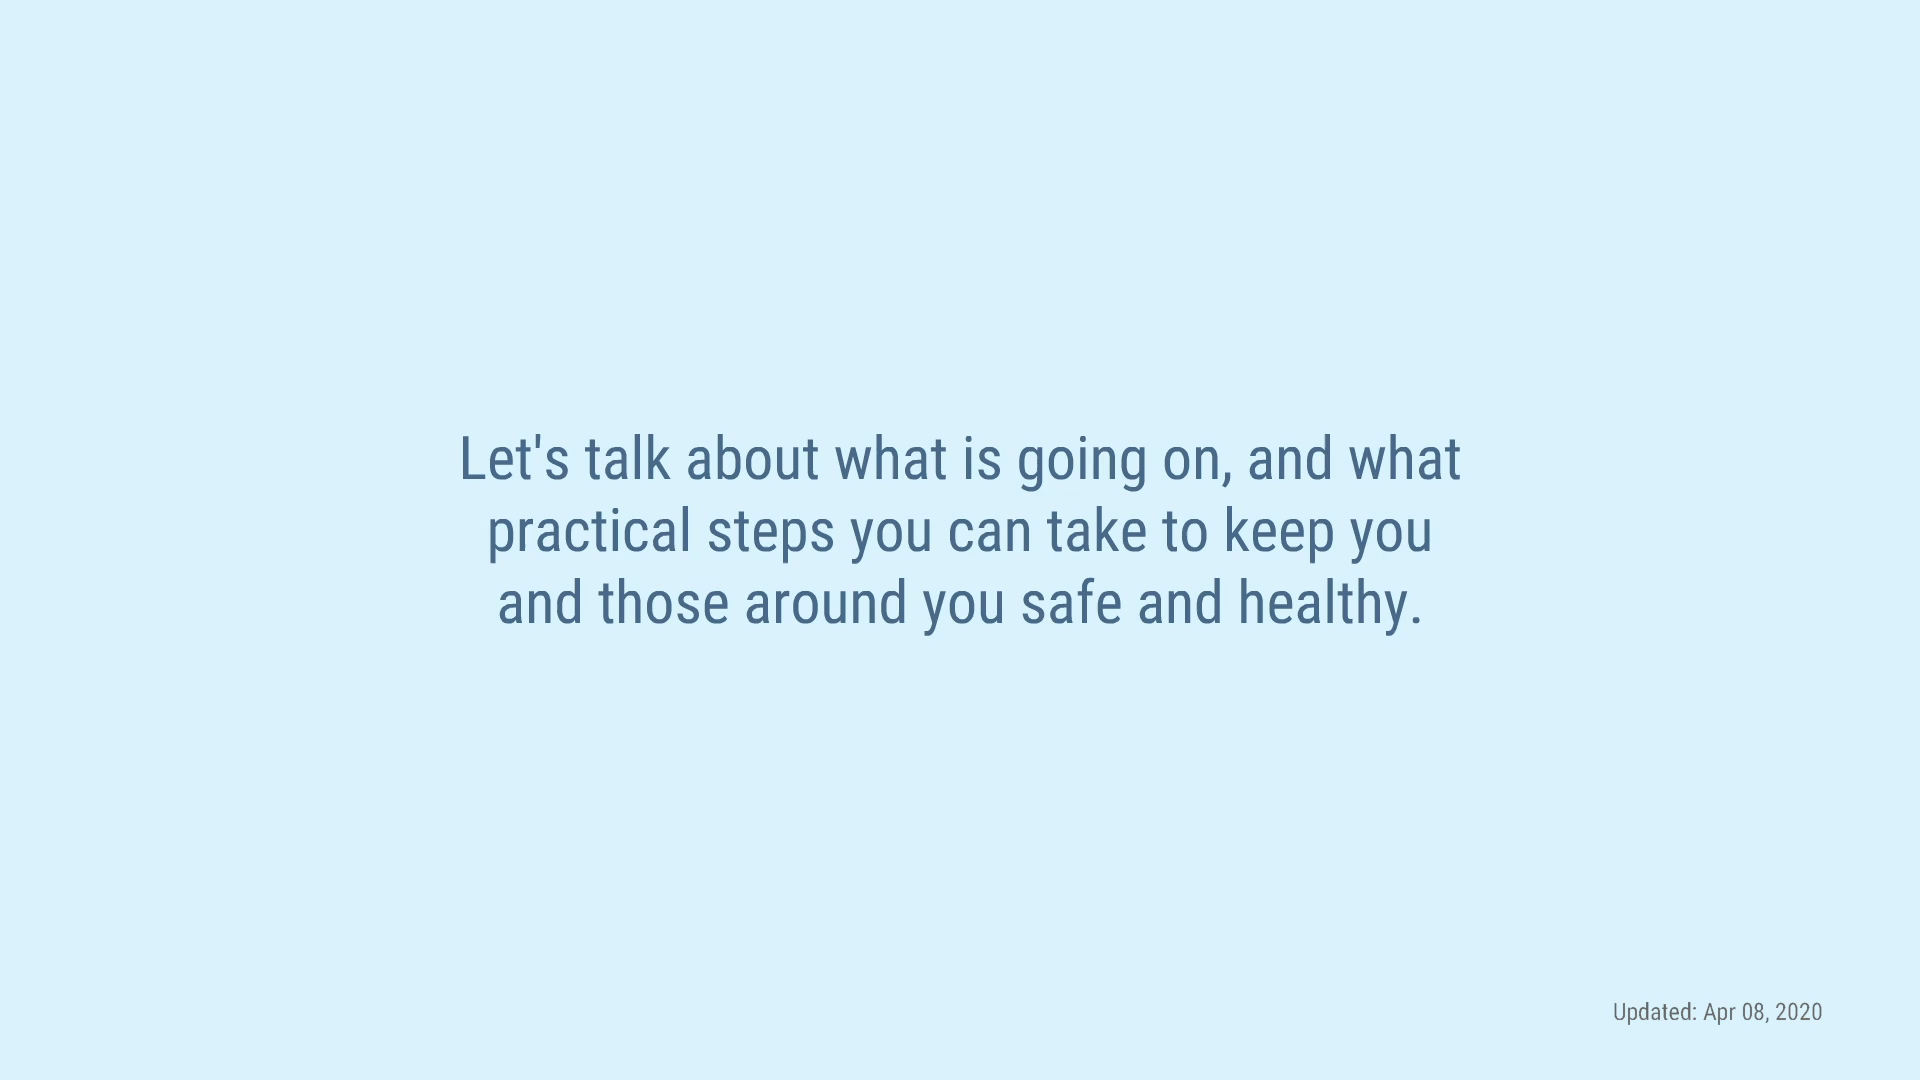 Let's talk about what is going on, and what
practical steps you can take to keep you
and those around you safe and healthy.
Updated: Apr 08, 2020